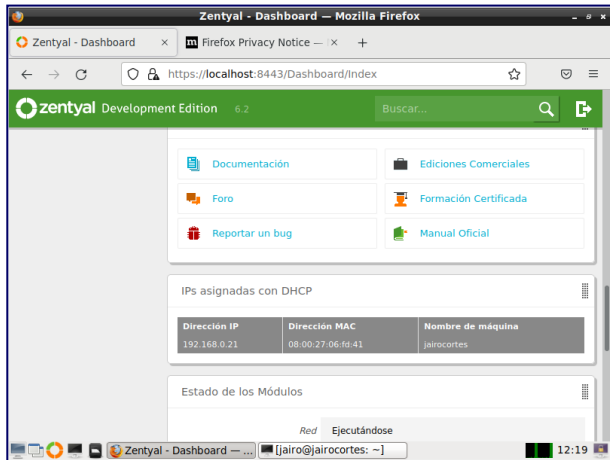 Zentyal - Dashboard — Mozilla Firefox
Zentyal - Dashboard
Firefox Privacy Notice —
https://localhost:8443/Dashboard/Index
zentyal Development Edition 6.2
Buscar...
Documentación
Ediciones Comerciales
Foro
Formación Certificada
Reportar un bug
Manual Oficial
IPs asignadas con DHCP
Dirección IP Dirección MAC Nombre de máquina
192.168.0.21 08:00:27:06:fd:41 jairocortes
Estado de los Módulos
Red Ejecutándose
Zentyal - Dashboard — ... [jairo@jairocortes: ~] 12:19